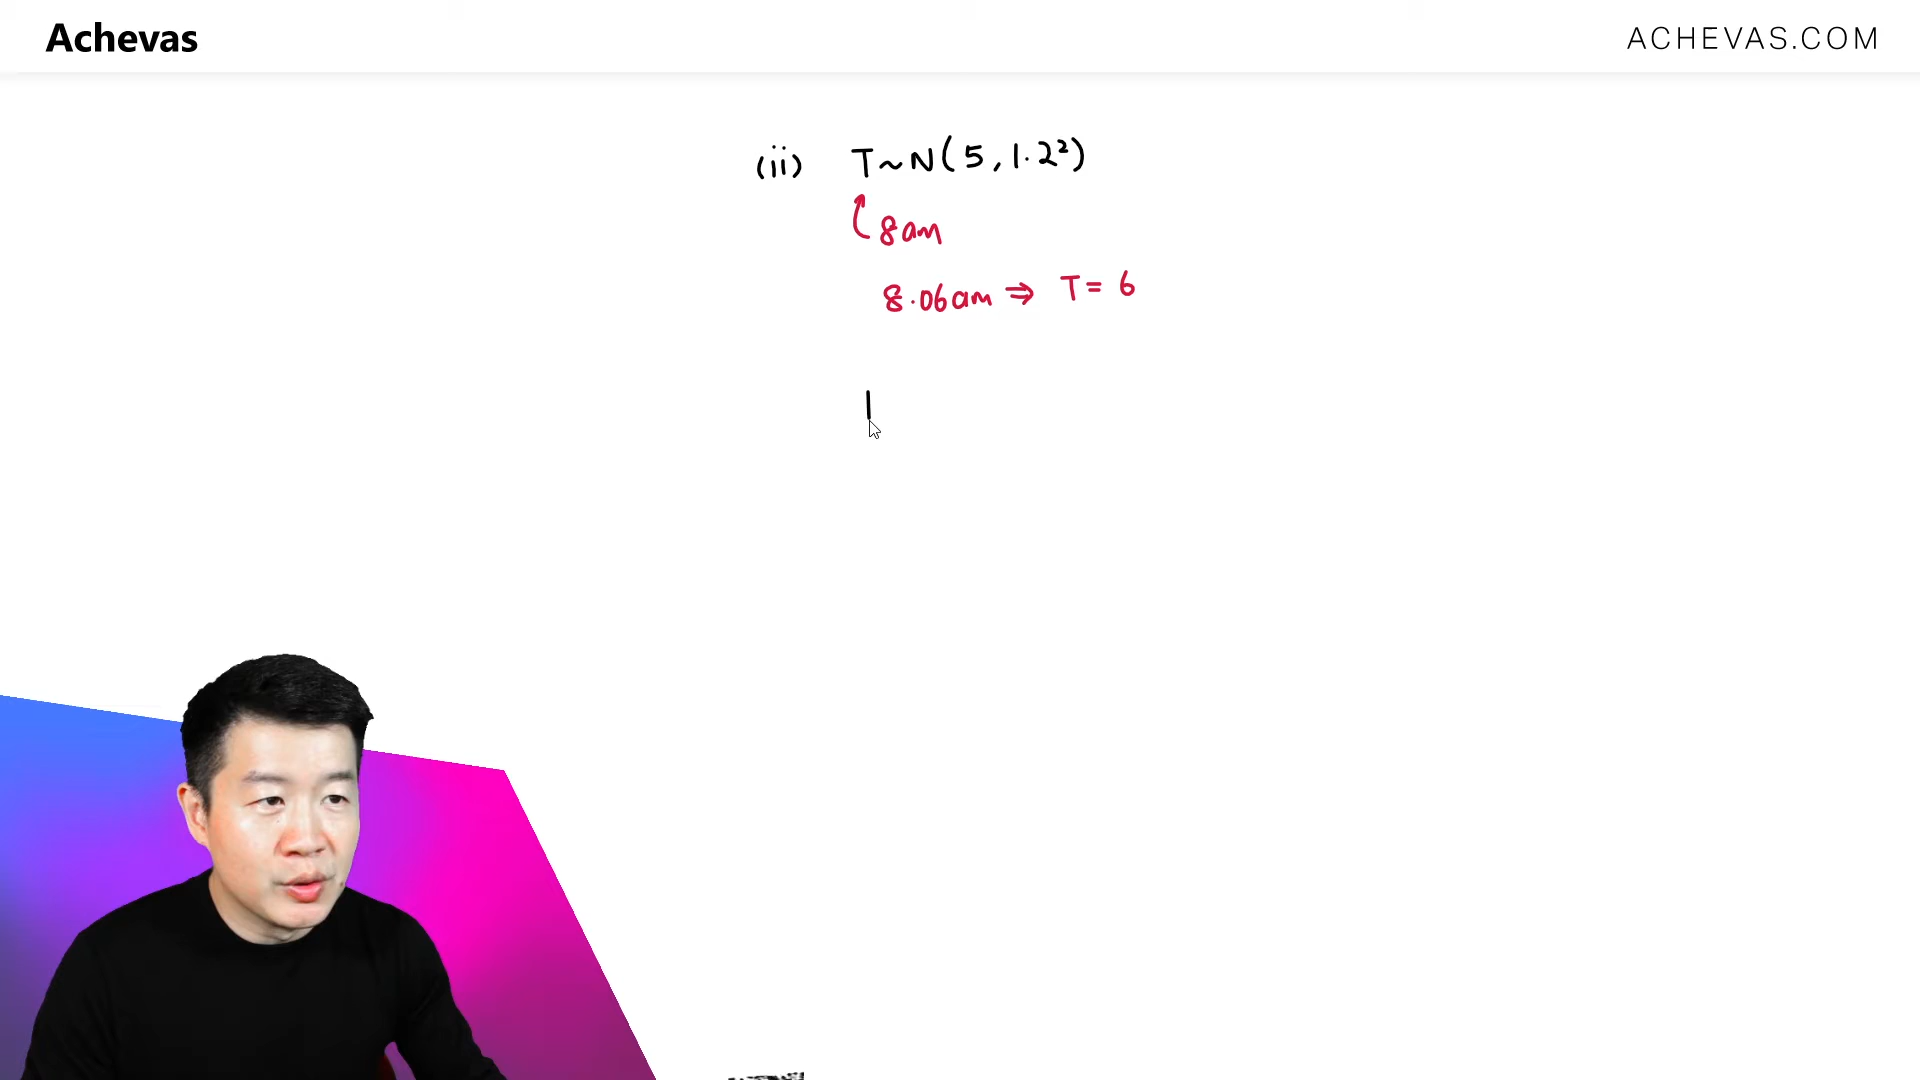 Achevas
ACHEVAS.COM
(ii) T~N(5, 1.2²)
8am
8.06am ⇒ T = 6